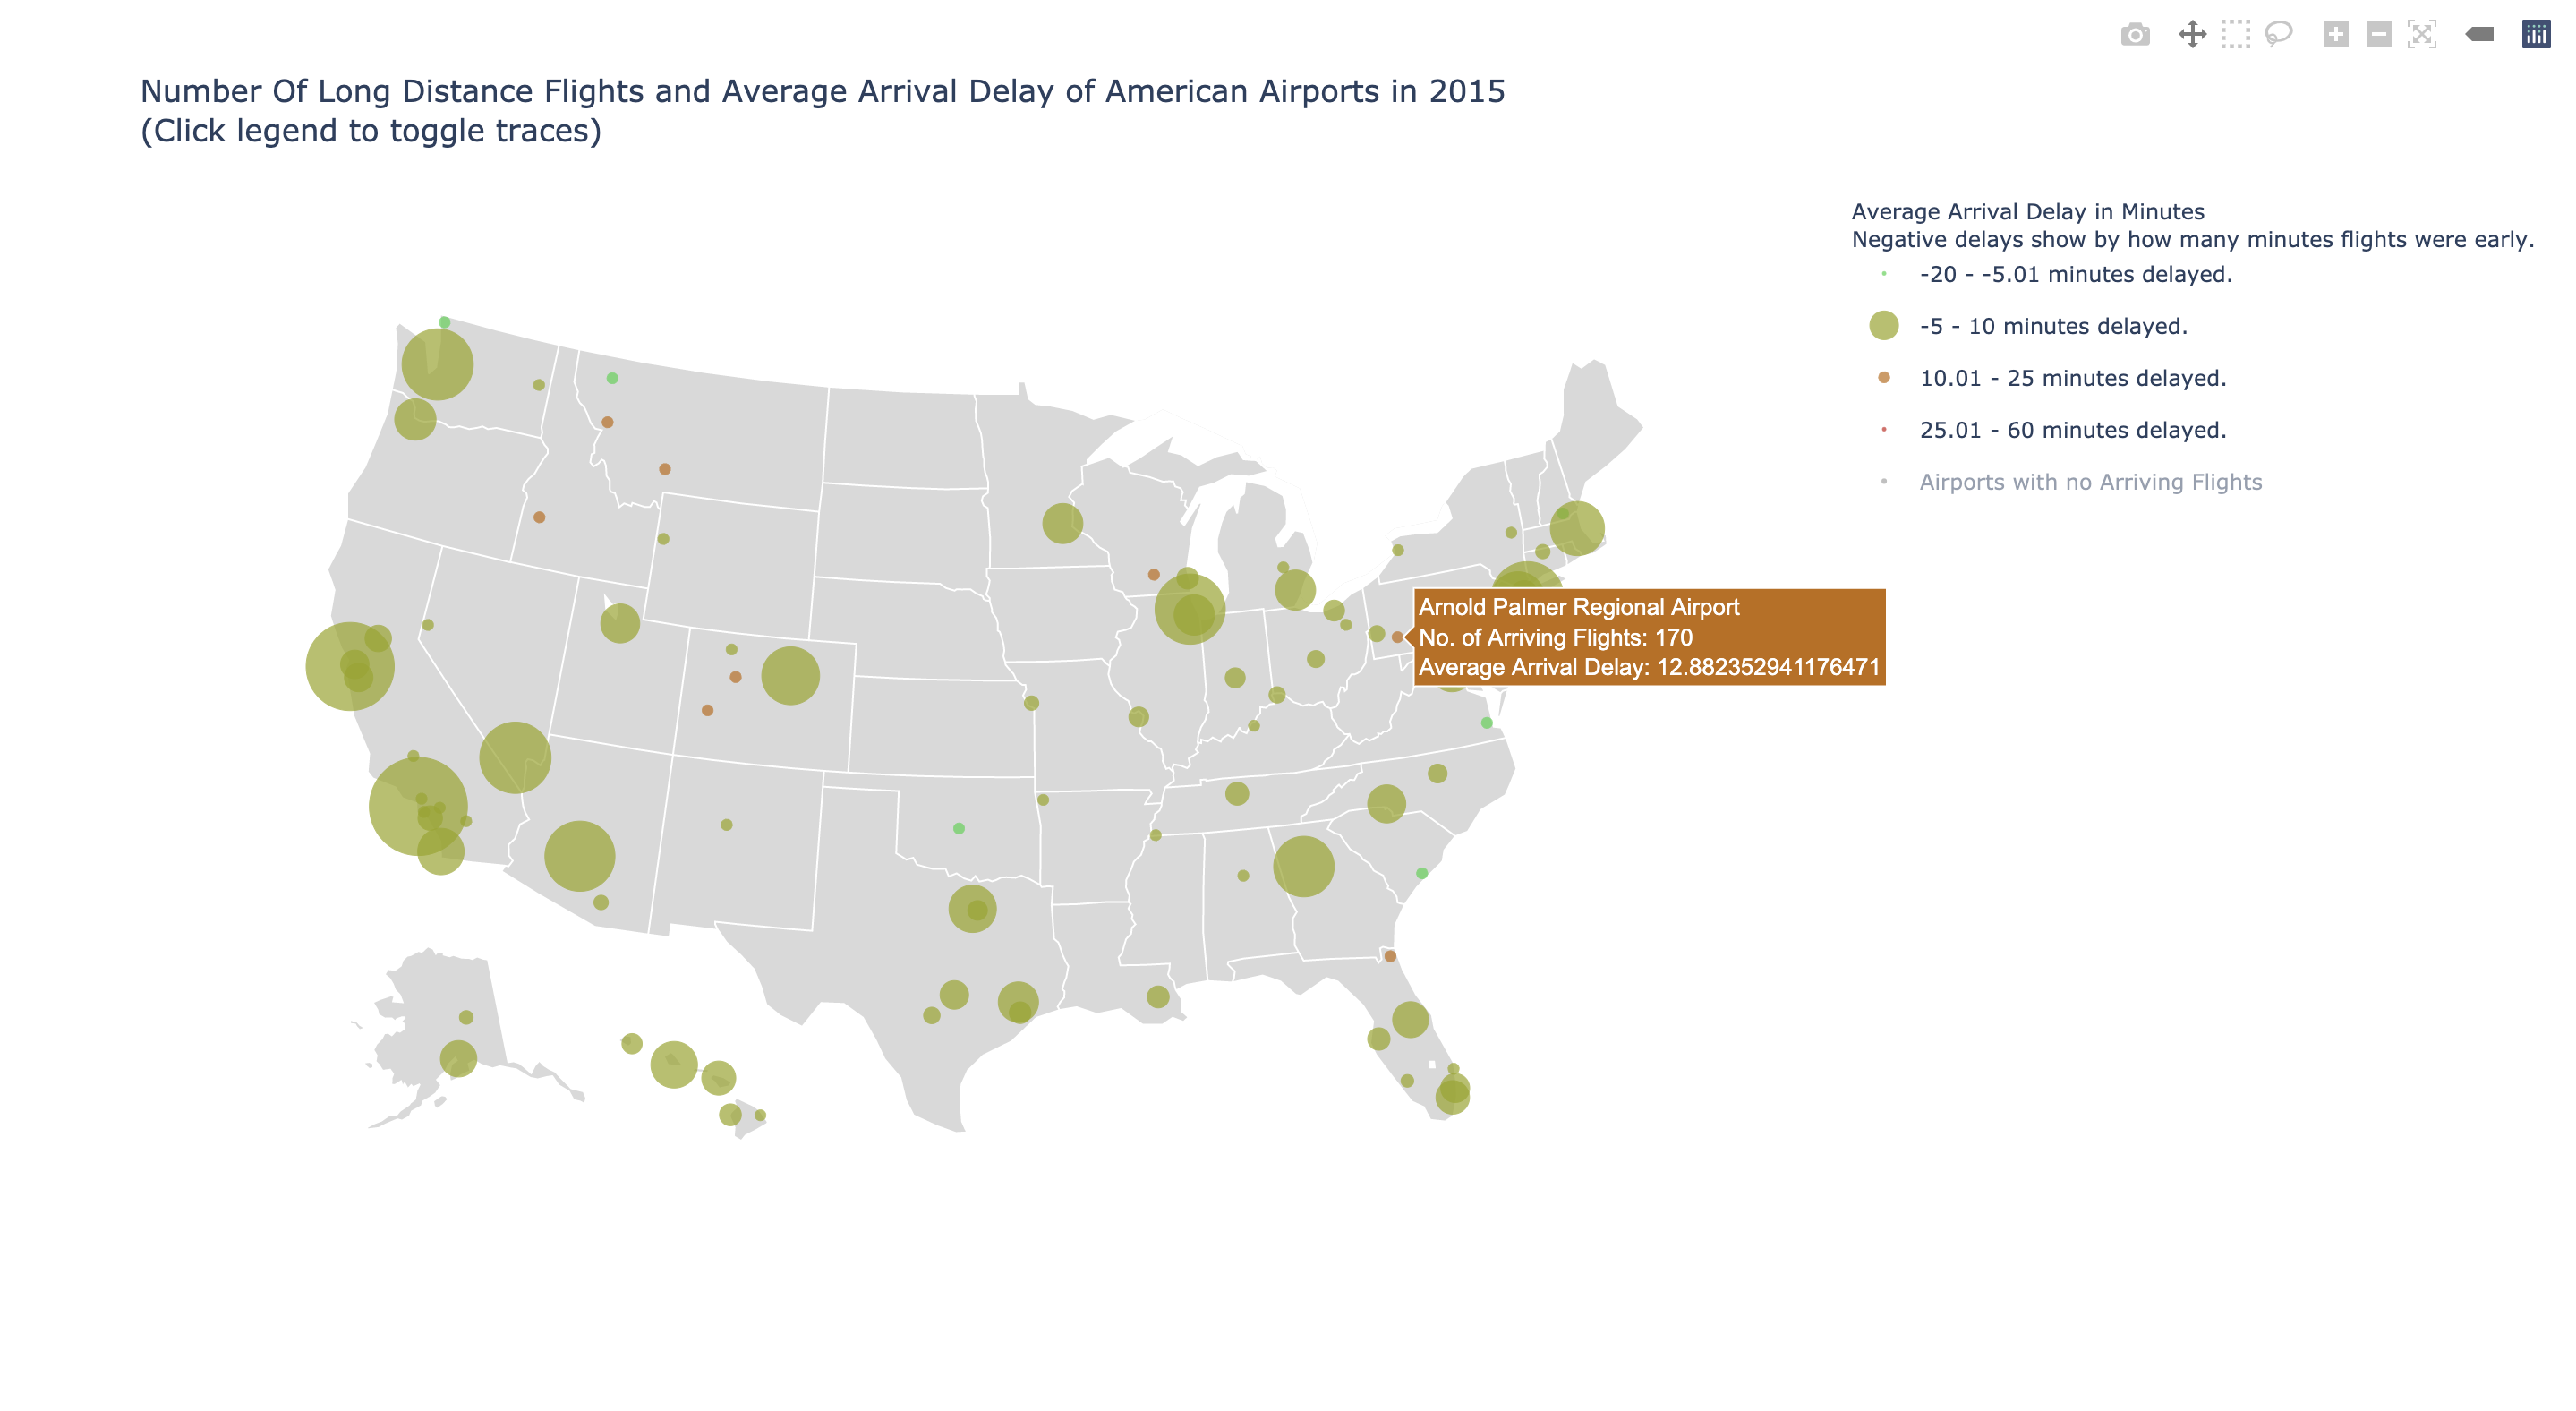 Number Of Long Distance Flights and Average Arrival Delay of American Airports in 2015
(Click legend to toggle traces)
Average Arrival Delay in Minutes
Negative delays show by how many minutes flights were early.
-20 - -5.01 minutes delayed.
-5 - 10 minutes delayed.
10.01 - 25 minutes delayed.
25.01 - 60 minutes delayed.
Airports with no Arriving Flights
Arnold Palmer Regional Airport
No. of Arriving Flights: 170
Average Arrival Delay: 12.882352941176471